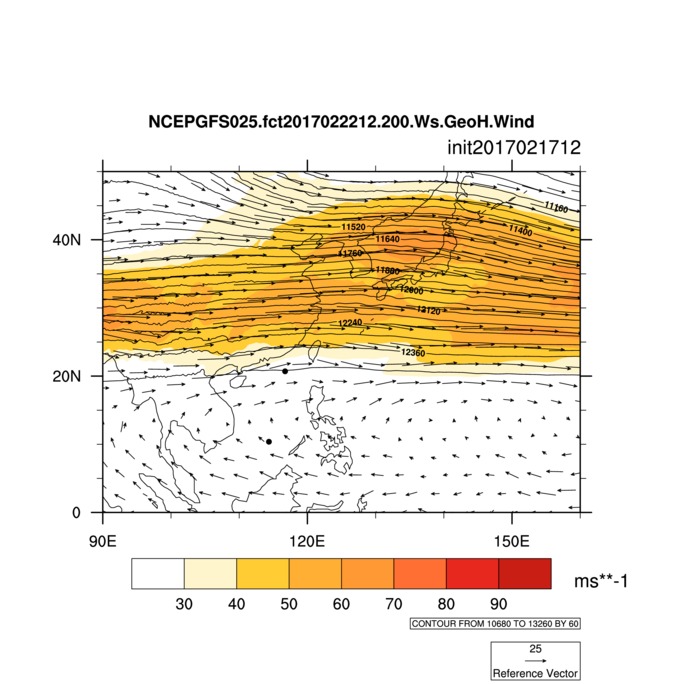 NCEPGFS025.fct2017022212.200.Ws.GeoH.Wind
init2017021712
11160
11400
11520
11640
11760
11880
12000
12120
12240
12360
40N
20N
0
90E 120E 150E
30 40 50 60 70 80 90
ms**-1
CONTOUR FROM 10680 TO 13260 BY 60
25
Reference Vector